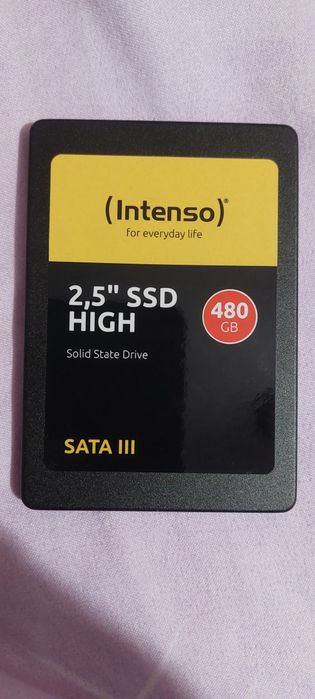 (Intenso)®
for everyday life
2,5" SSD
HIGH
480
GB
Solid State Drive
SATA III